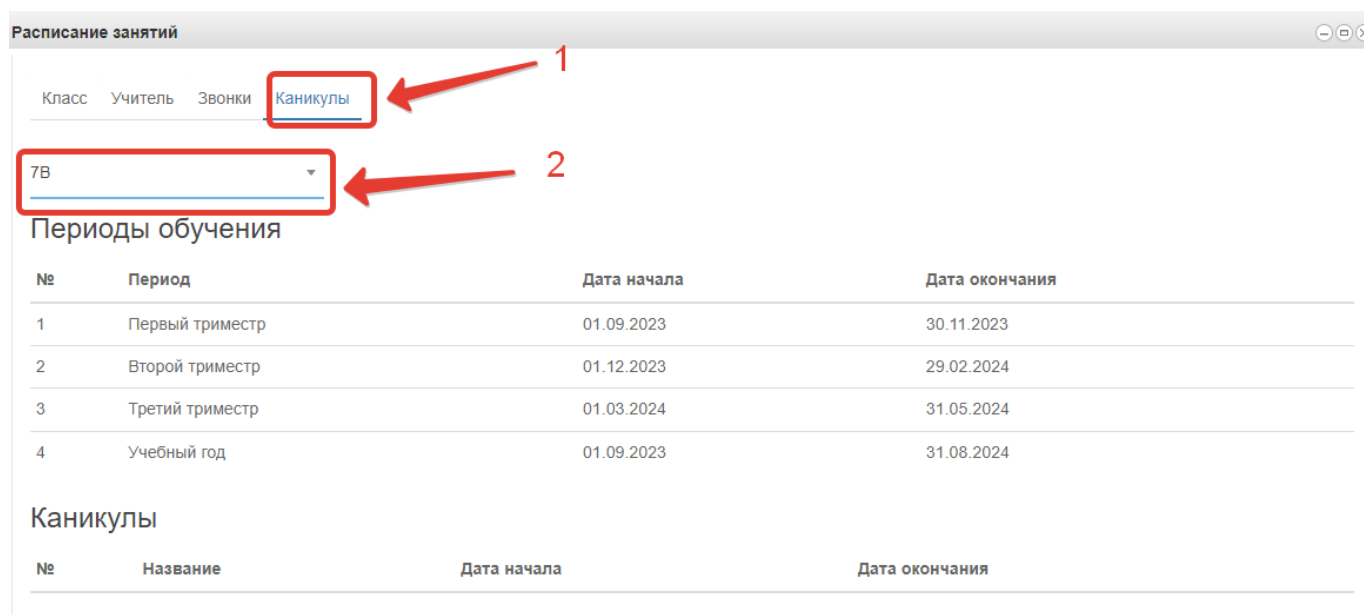 Расписание занятий
1
Класс Учитель Звонки Каникулы
2
7В
Периоды обучения
№ Период Дата начала Дата окончания
1 Первый триместр 01.09.2023 30.11.2023
2 Второй триместр 01.12.2023 29.02.2024
3 Третий триместр 01.03.2024 31.05.2024
4 Учебный год 01.09.2023 31.08.2024
Каникулы
№ Название Дата начала Дата окончания